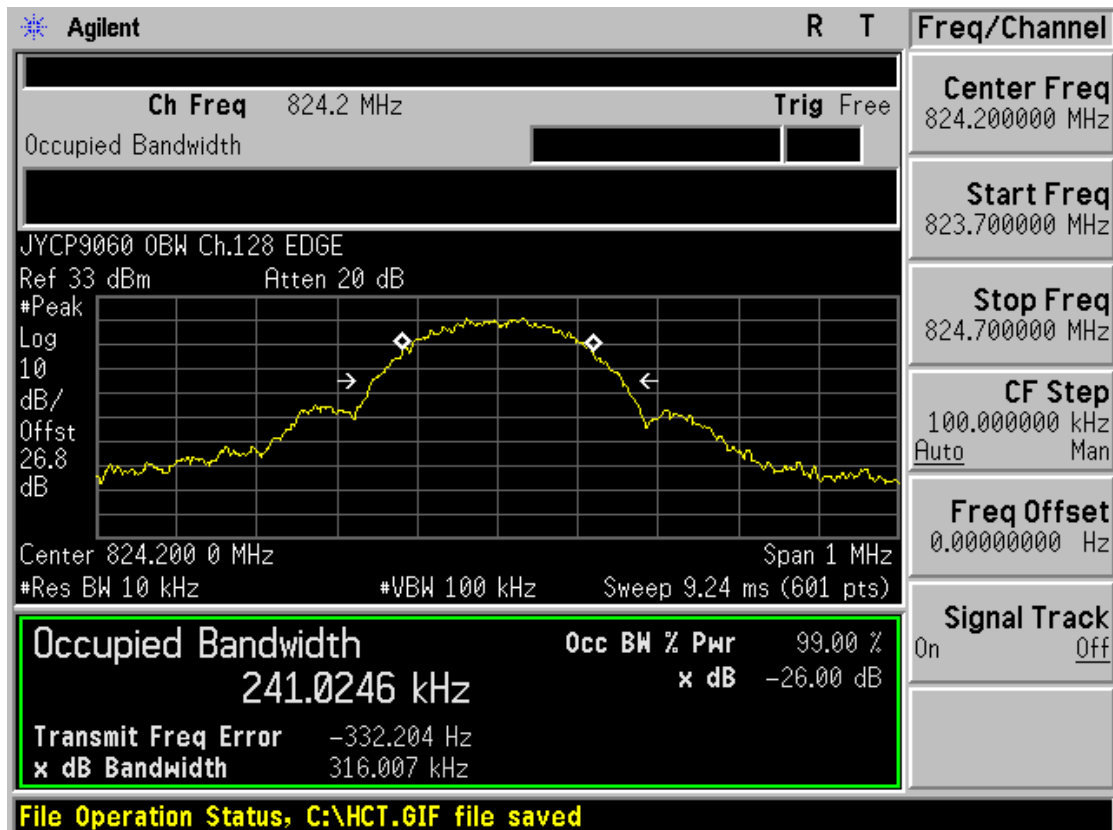 Agilent R T
Ch Freq 824.2 MHz Trig Free
Occupied Bandwidth
JYCP9060 OBW Ch.128 EDGE
Ref 33 dBm Atten 20 dB
#Peak
Log
10
dB/
Offst
26.8
dB
Center 824.200 0 MHz Span 1 MHz
#Res BW 10 kHz #VBW 100 kHz Sweep 9.24 ms (601 pts)
Occupied Bandwidth
241.0246 kHz
Occ BW % Pwr 99.00 %
x dB -26.00 dB
Transmit Freq Error -332.204 Hz
x dB Bandwidth 316.007 kHz
File Operation Status, C:\HCT.GIF file saved
Freq/Channel
Center Freq
824.200000 MHz
Start Freq
823.700000 MHz
Stop Freq
824.700000 MHz
CF Step
100.000000 kHz
Auto Man
Freq Offset
0.00000000 Hz
Signal Track
On Off